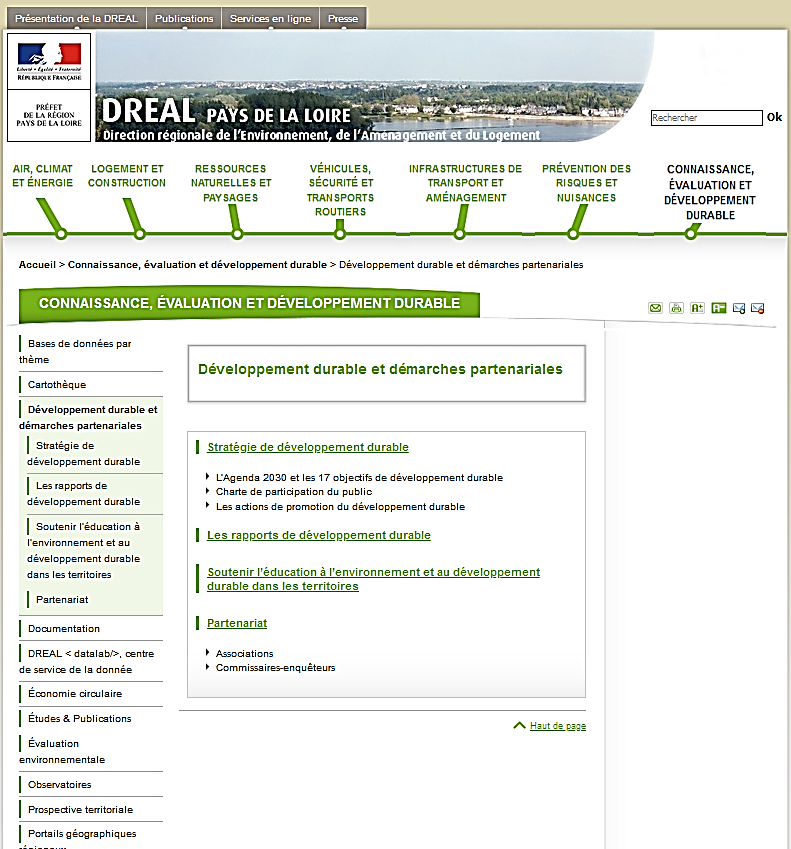 Présentation de la DREAL
Publications
Services en ligne
Presse
Liberté • Égalité • Fraternité
RÉPUBLIQUE FRANÇAISE
PRÉFET
DE LA RÉGION
PAYS DE LA LOIRE
DREAL PAYS DE LA LOIRE
Direction régionale de l'Environnement, de l'Aménagement et du Logement
Rechercher
Ok
AIR, CLIMAT
ET ÉNERGIE
LOGEMENT ET
CONSTRUCTION
RESSOURCES
NATURELLES ET
PAYSAGES
VÉHICULES,
SÉCURITÉ ET
TRANSPORTS
ROUTIERS
INFRASTRUCTURES DE
TRANSPORT ET
AMÉNAGEMENT
PRÉVENTION DES
RISQUES ET
NUISANCES
CONNAISSANCE,
ÉVALUATION ET
DÉVELOPPEMENT
DURABLE
Accueil > Connaissance, évaluation et développement durable > Développement durable et démarches partenariales
CONNAISSANCE, ÉVALUATION ET DÉVELOPPEMENT DURABLE
A+
A-
Bases de données par
thème
Cartothèque
Développement durable et
démarches partenariales
Stratégie de
développement durable
Les rapports de
développement durable
Soutenir l'éducation à
l'environnement et au
développement durable
dans les territoires
Partenariat
Documentation
DREAL < datalab/>, centre
de service de la donnée
Économie circulaire
Études & Publications
Évaluation
environnementale
Observatoires
Prospective territoriale
Portails géographiques
Développement durable et démarches partenariales
Stratégie de développement durable
L'Agenda 2030 et les 17 objectifs de développement durable
Charte de participation du public
Les actions de promotion du développement durable
Les rapports de développement durable
Soutenir l'éducation à l'environnement et au développement
durable dans les territoires
Partenariat
Associations
Commissaires-enquêteurs
Haut de page